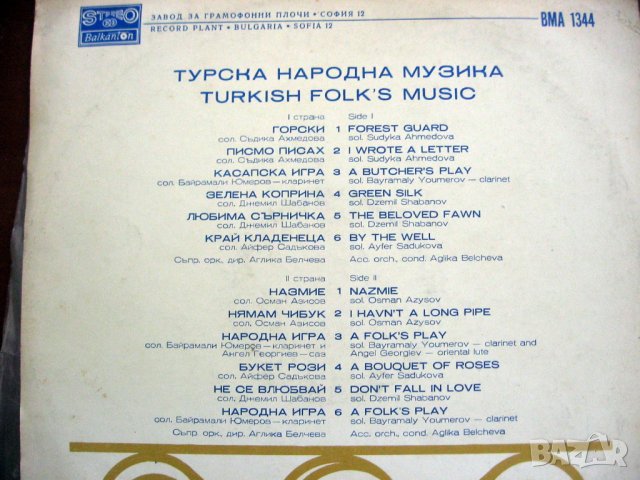 STEREO
Balkanton
ЗАВОД ЗА ГРАМОФОННИ ПЛОЧИ • СОФИЯ 12
RECORD PLANT • BULGARIA • SOFIA 12
ВМА 1344
ТУРСКА НАРОДНА МУЗИКА
TURKISH FOLK'S MUSIC
I страна Side I
ГОРСКИ 1 FOREST GUARD
сол. Съдика Ахмедова sol. Sudyka Ahmedova
ПИСМО ПИСАХ 2 I WROTE A LETTER
сол. Съдика Ахмедова sol. Sudyka Ahmedova
КАСАПСКА ИГРА 3 A BUTCHER'S PLAY
сол. Байрамали Юмеров — кларинет sol. Bayramaly Youmerov — clarinet
ЗЕЛЕНА КОПРИНА 4 GREEN SILK
сол. Джемил Шабанов sol. Dzemil Shabanov
ЛЮБИМА СЪРНИЧКА 5 THE BELOVED FAWN
сол. Джемил Шабанов sol. Dzemil Shabanov
КРАЙ КЛАДЕНЕЦА 6 BY THE WELL
сол. Айфер Садъкова sol. Ayfer Sadukova
Съпр. орк. дир. Аглика Белчева Acc. orch., cond. Aglika Belcheva
II страна Side II
НАЗМИЕ 1 NAZMIE
сол. Осман Азисов sol. Osman Azysov
НЯМАМ ЧИБУК 2 I HAVN'T A LONG PIPE
сол. Осман Азисов sol. Osman Azysov
НАРОДНА ИГРА 3 A FOLK'S PLAY
сол. Байрамали Юмеров — кларинет и sol. Bayramaly Youmerov — clarinet and
Ангел Георгиев — саз Angel Georgiev — oriental lute
БУКЕТ РОЗИ 4 A BOUQUET OF ROSES
сол. Айфер Садъкова sol. Ayfer Sadukova
НЕ СЕ ВЛЮБВАЙ 5 DON'T FALL IN LOVE
сол. Джемил Шабанов sol. Dzemil Shabanov
НАРОДНА ИГРА 6 A FOLK'S PLAY
сол. Байрамали Юмеров — кларинет sol. Bayramaly Youmerov — clarinet
Съпр. орк. дир. Аглика Белчева Acc. orch., cond. Aglika Belcheva
BAZAR